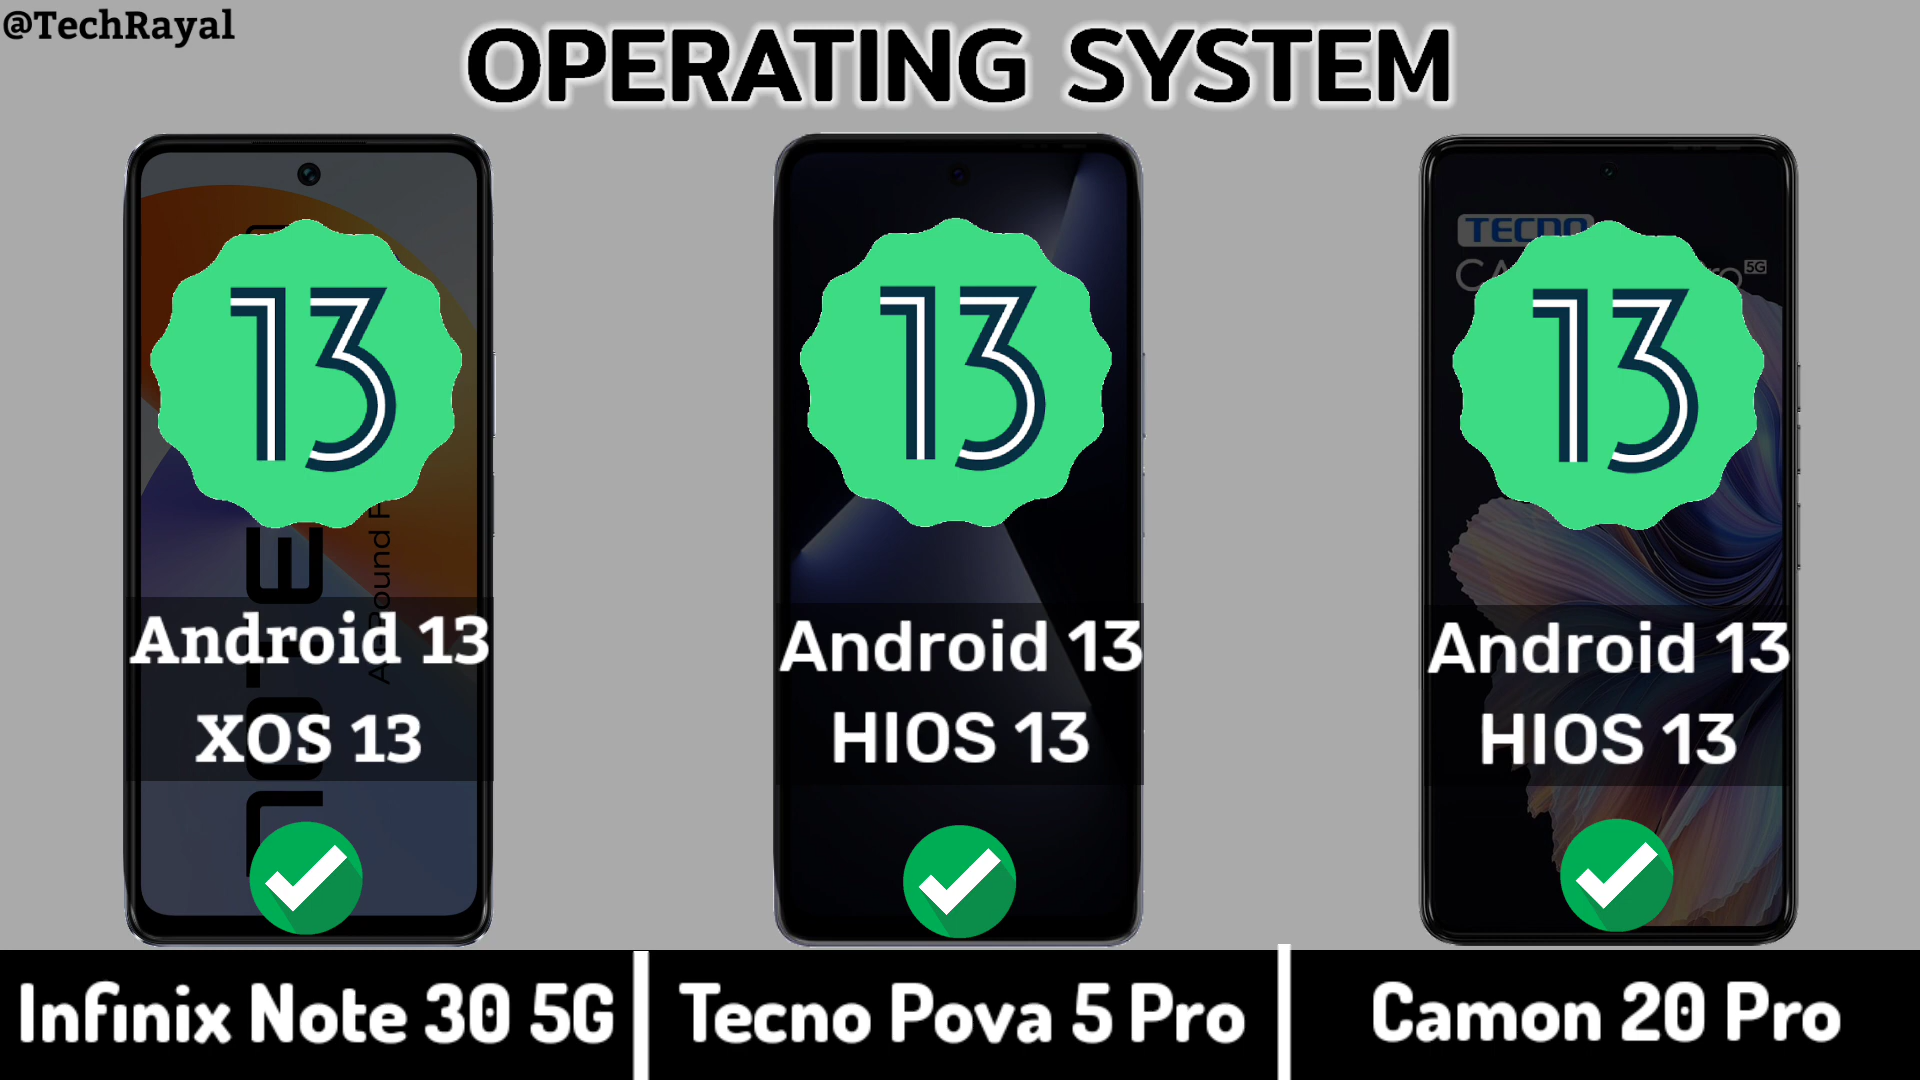 @TechRayal
OPERATING SYSTEM
13
13
13
TECNO
5G
NOTE
Android 13
XOS 13
Android 13
HIOS 13
Android 13
HIOS 13
Infinix Note 30 5G
Tecno Pova 5 Pro
Camon 20 Pro